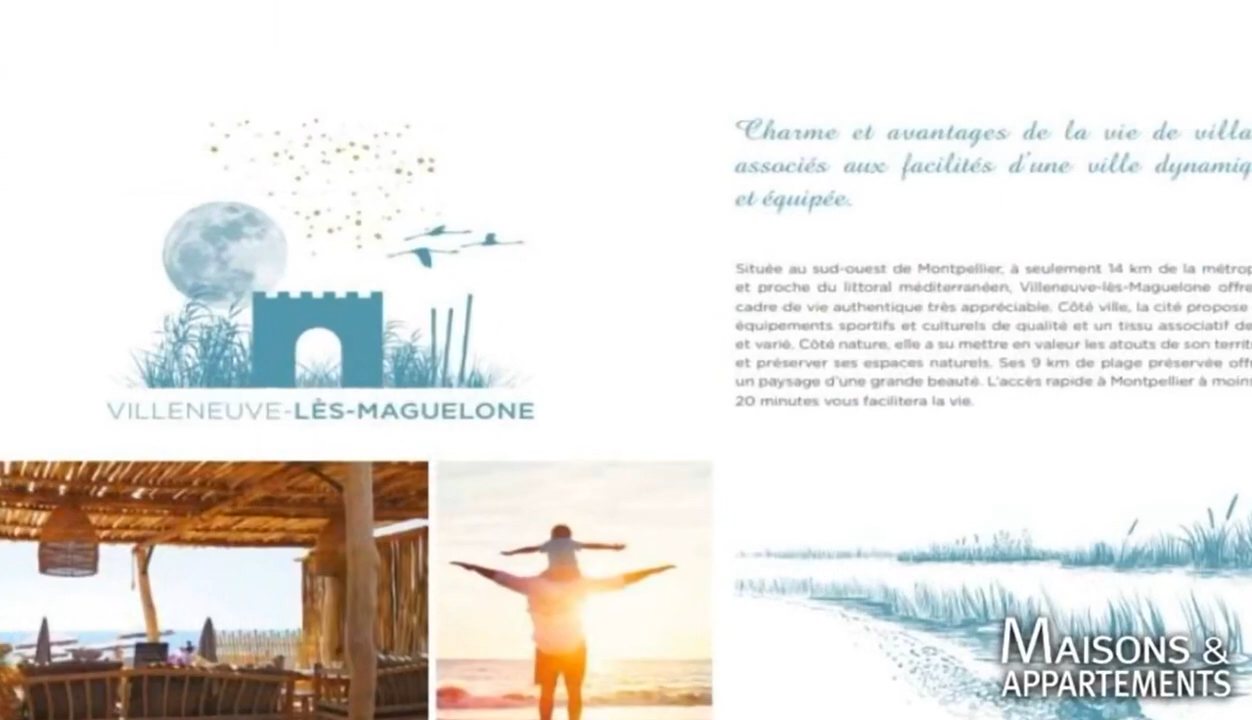 Charme et avantages de la vie de villa
associés aux facilités d'une ville dynamiq
et équipée.
Située au sud-ouest de Montpellier, à seulement 14 km de la métrop
et proche du littoral méditerranéen, Villeneuve-lès-Maguelone offre
cadre de vie authentique très appréciable. Côté ville, la cité propose
équipements sportifs et culturels de qualité et un tissu associatif de
et varié. Côté nature, elle a su mettre en valeur les atouts de son territ
et préserver ses espaces naturels. Ses 9 km de plage préservée off
un paysage d'une grande beauté. L'accès rapide à Montpellier à moin
20 minutes vous facilitera la vie.
VILLENEUVE-LÈS-MAGUELONE
MAISONS &
APPARTEMENTS